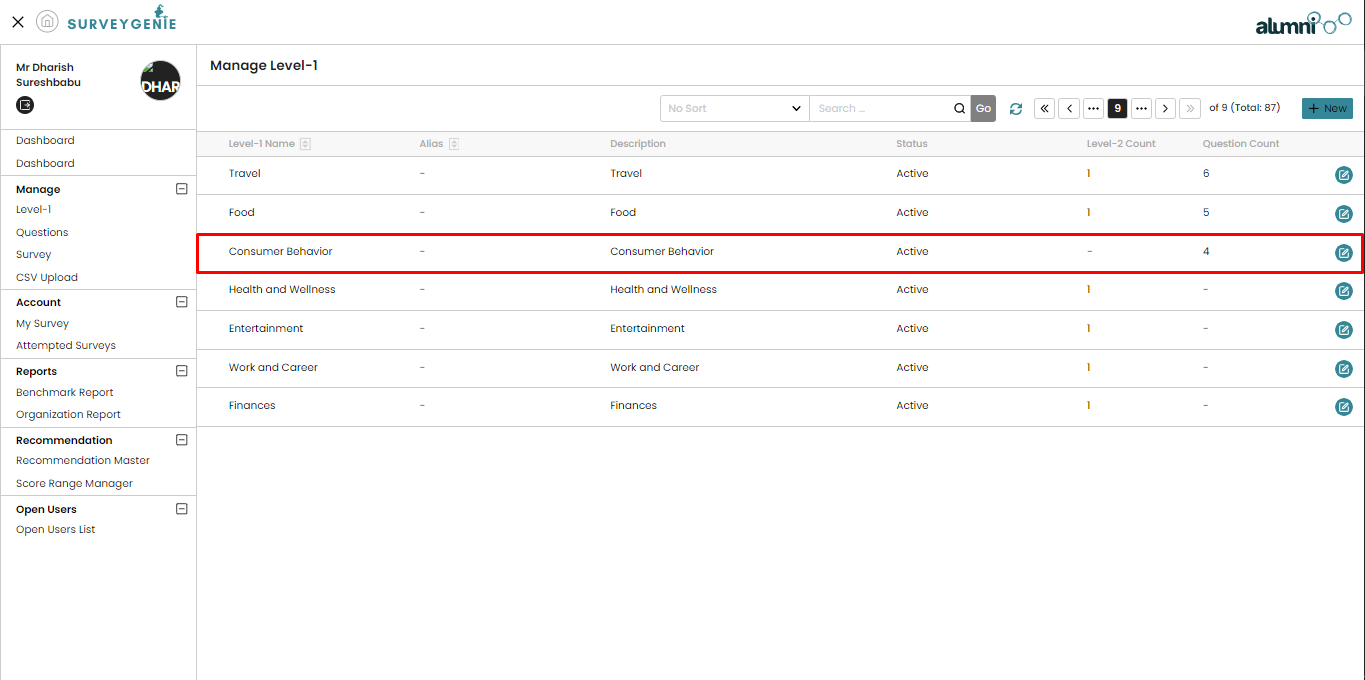 SURVEYGENIE
alumni
Mr Dharish
Sureshbabu
DHAR
Dashboard
Dashboard
Manage
Level-1
Questions
Survey
CSV Upload
Account
My Survey
Attempted Surveys
Reports
Benchmark Report
Organization Report
Recommendation
Recommendation Master
Score Range Manager
Open Users
Open Users List
Manage Level-1
No Sort Search ... Go « < ••• 9 ••• > » of 9 (Total: 87) + New
Level-1 Name Alias Description Status Level-2 Count Question Count
Travel - Travel Active 1 6
Food - Food Active 1 5
Consumer Behavior - Consumer Behavior Active - 4
Health and Wellness - Health and Wellness Active 1 -
Entertainment - Entertainment Active 1 -
Work and Career - Work and Career Active 1 -
Finances - Finances Active 1 -